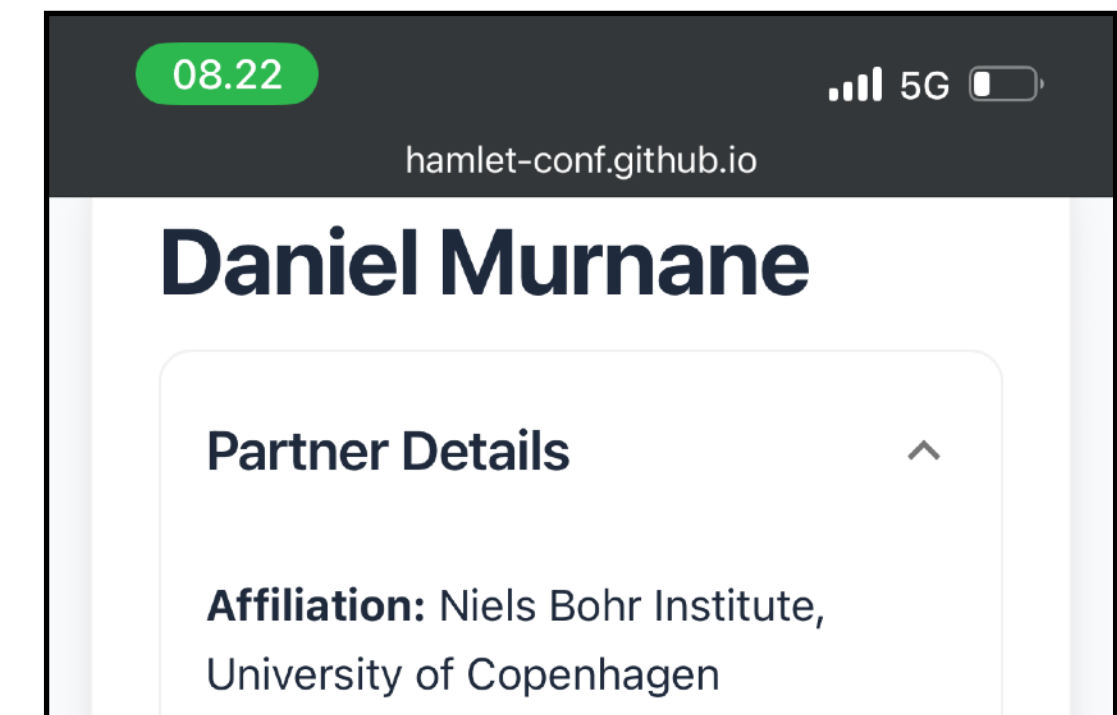 08.22
5G
hamlet-conf.github.io
Daniel Murnane
Partner Details
Affiliation: Niels Bohr Institute,
University of Copenhagen